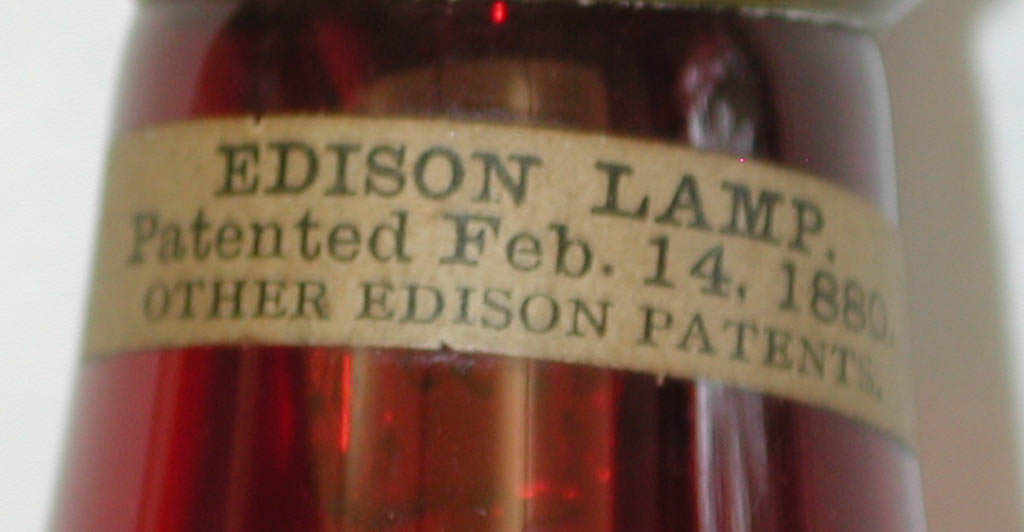 EDISON LAMP.
Patented Feb. 14, 1880.
OTHER EDISON PATENTS.